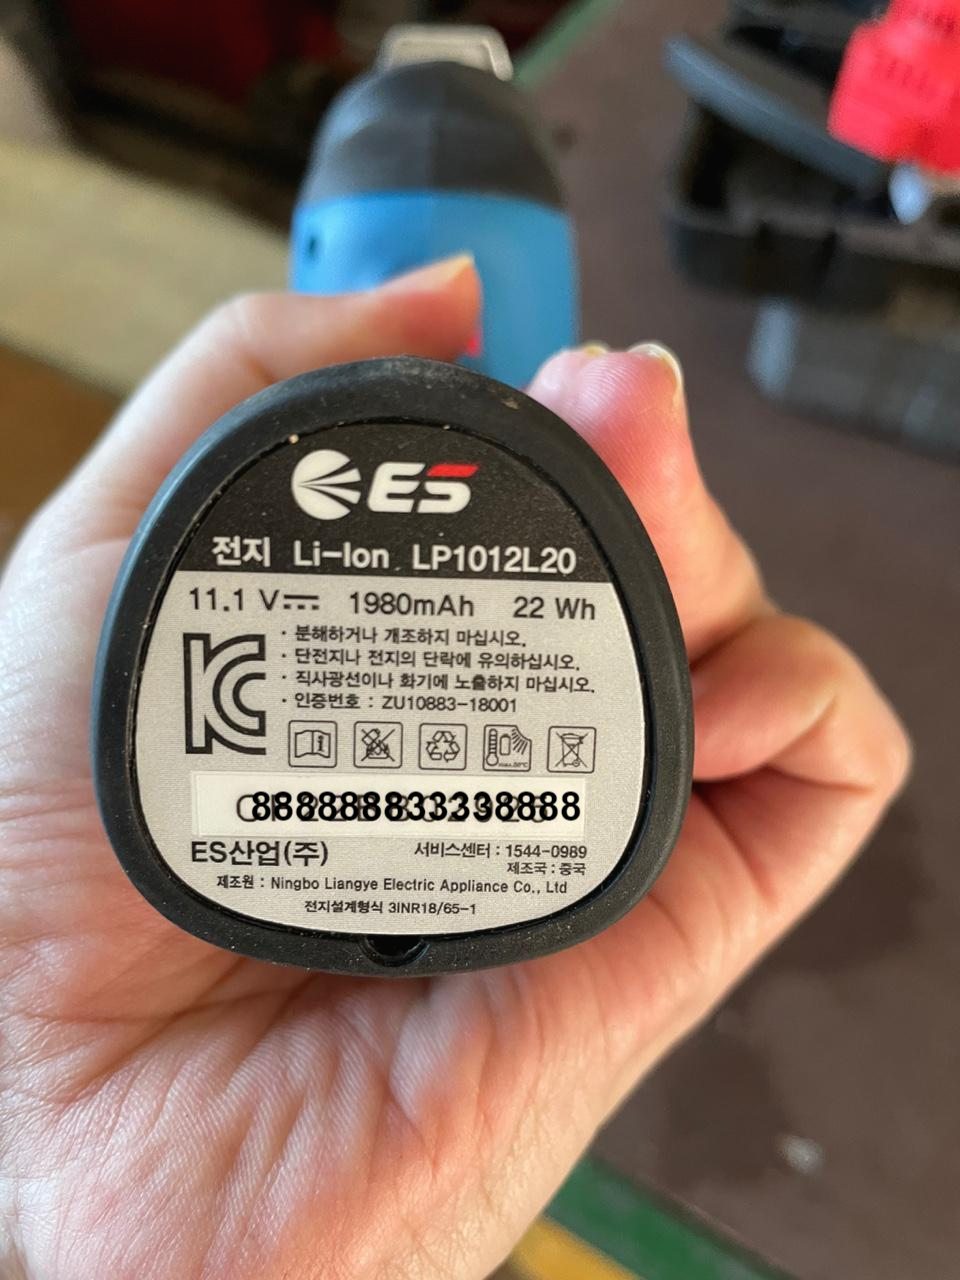 ES
전지 Li-Ion LP1012L20
11.1 V 1980mAh 22 Wh
· 분해하거나 개조하지 마십시오.
· 단전지나 전지의 단락에 유의하십시오.
· 직사광선이나 화기에 노출하지 마십시오.
· 인증번호 : ZU10883-18001
max.50°C
ES산업(주)
서비스센터 : 1544-0989
제조국 : 중국
제조원 : Ningbo Liangye Electric Appliance Co., Ltd
전지설계형식 3INR18/65-1